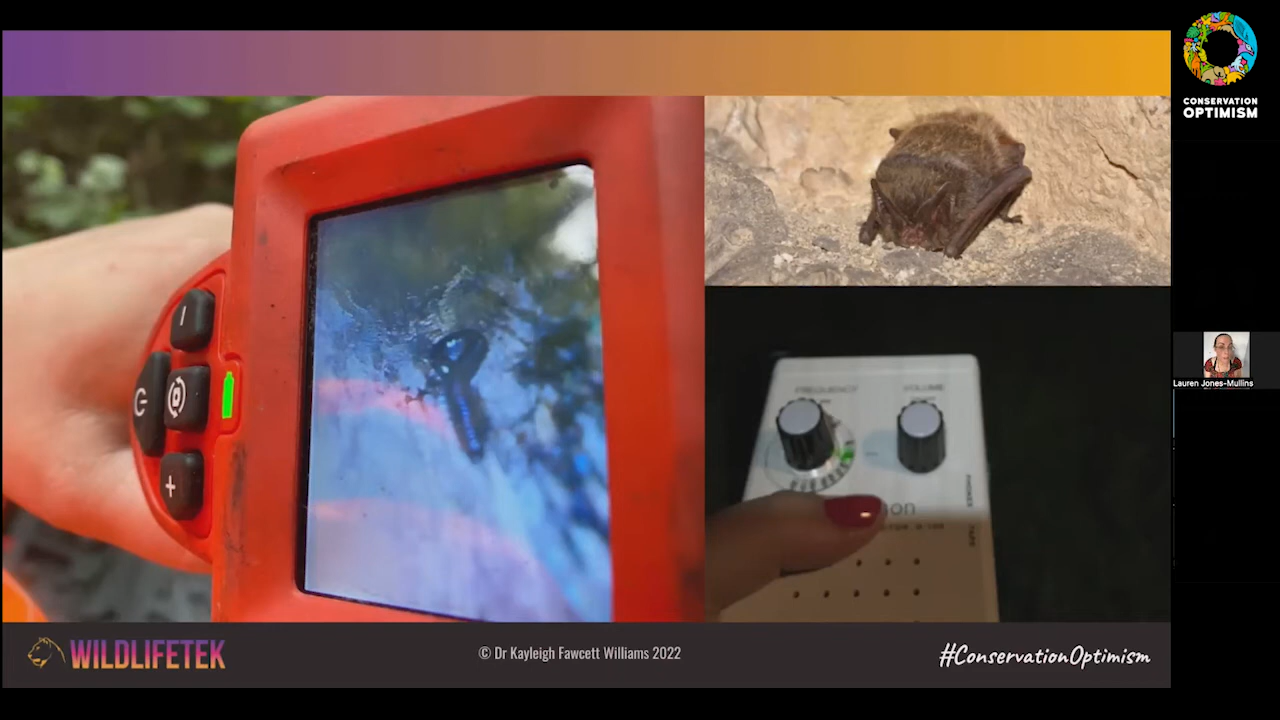 CONSERVATION
OPTIMISM
FREQUENCY
VOLUME
Lauren Jones-Mullins
WILDLIFETEK
© Dr Kayleigh Fawcett Williams 2022
#ConservationOptimism